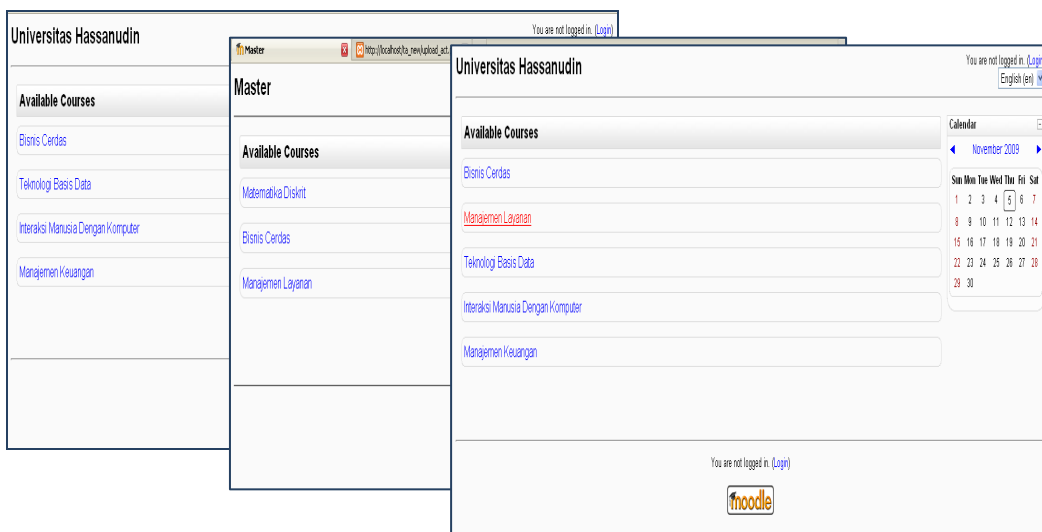 Universitas Hassanudin
You are not logged in. (Login)
Available Courses
Bisnis Cerdas
Teknologi Basis Data
Interaksi Manusia Dengan Komputer
Manajemen Keuangan
Master
http://localhost/ta_new/upload_act.
Master
Available Courses
Matematika Diskrit
Bisnis Cerdas
Manajemen Layanan
Universitas Hassanudin
You are not logged in. (Login
English (en)
Available Courses
Bisnis Cerdas
Manajemen Layanan
Teknologi Basis Data
Interaksi Manusia Dengan Komputer
Manajemen Keuangan
Calendar
November 2009
Sun Mon Tue Wed Thu Fri Sat
1 2 3 4 5 6 7
8 9 10 11 12 13 14
15 16 17 18 19 20 21
22 23 24 25 26 27 28
29 30
You are not logged in. (Login)
moodle